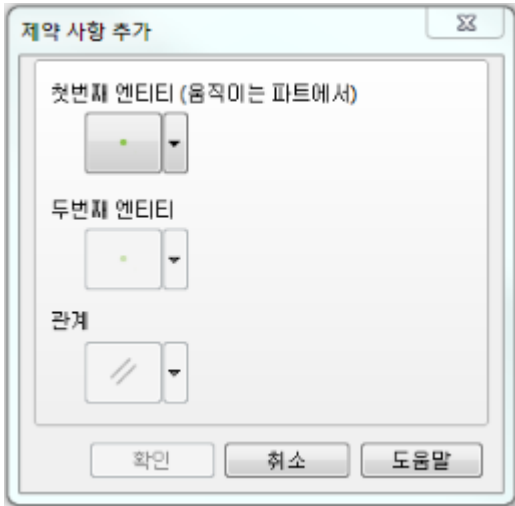 제약 사항 추가
첫번째 엔티티 (움직이는 파트에서)
두번째 엔티티
관계
확인 취소 도움말